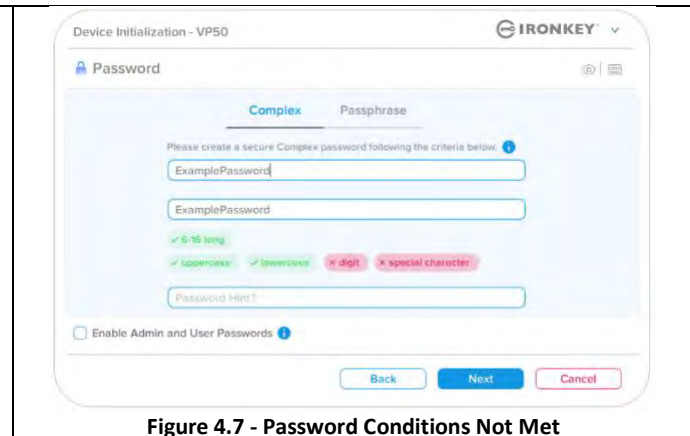 Device Initialization - VP50
IRONKEY
Password
Complex Passphrase
Please create a secure Complex password following the criteria below.
ExamplePassword
ExamplePassword
6-16 long
uppercase lowercase digit special character
Password Hint?
Enable Admin and User Passwords
Back Next Cancel
Figure 4.7 - Password Conditions Not Met